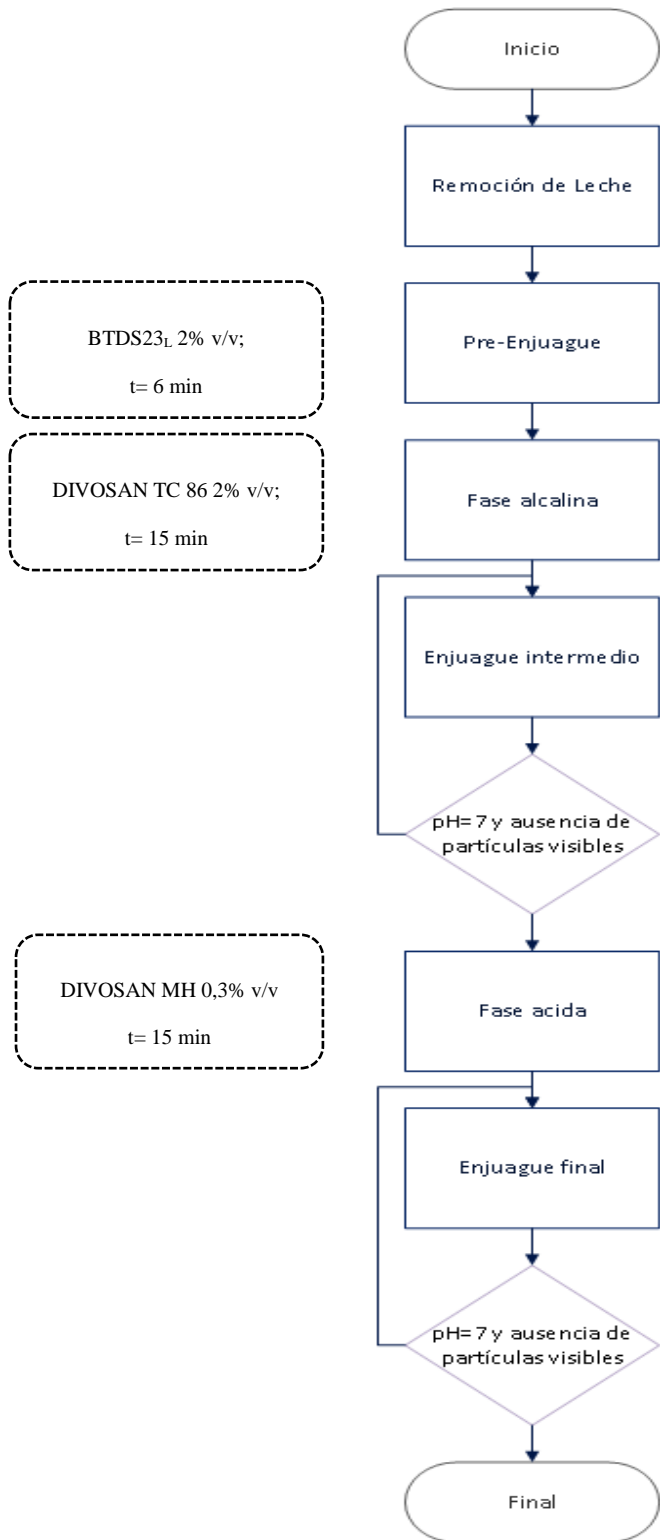 Inicio
Remoción de Leche
BTDS23L 2% v/v;
t= 6 min
Pre-Enjuague
DIVOSAN TC 86 2% v/v;
t= 15 min
Fase alcalina
Enjuague intermedio
pH= 7 y ausencia de
partículas visibles
DIVOSAN MH 0,3% v/v
t= 15 min
Fase acida
Enjuague final
pH= 7 y ausencia de
partículas visibles
Final